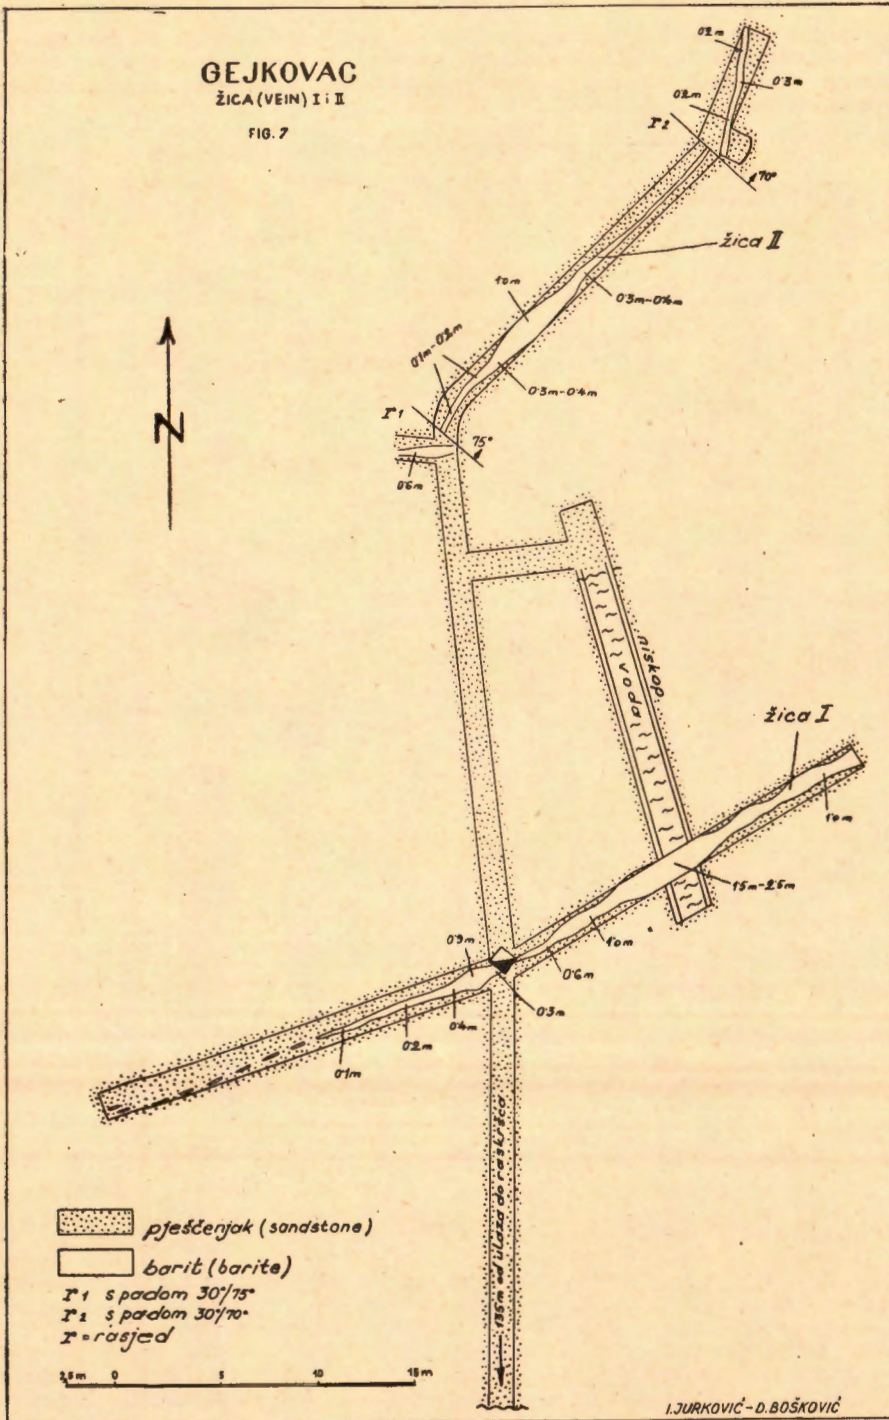 GEJKOVAC
ŽICA (VEIN) I i II
FIG. 7
0·2m
0·3m
0·2m
r2
70°
žica II
1·0m
0·3m-0·4m
0·1m-0·2m
0·3m-0·4m
r1
75°
0·6m
N
niskop
voda
žica I
1·0m
1·5m-2·5m
1·0m
0·9m
0·6m
0·3m
0·4m
0·2m
0·1m
135m od ulaza do raskršća
pješčenjak (sandstone)
barit (barite)
r1 s padom 30°/75°
r2 s padom 30°/70°
r = rasjed
2,5m 0 5 10 15m
I. JURKOVIĆ - D. BOŠKOVIĆ